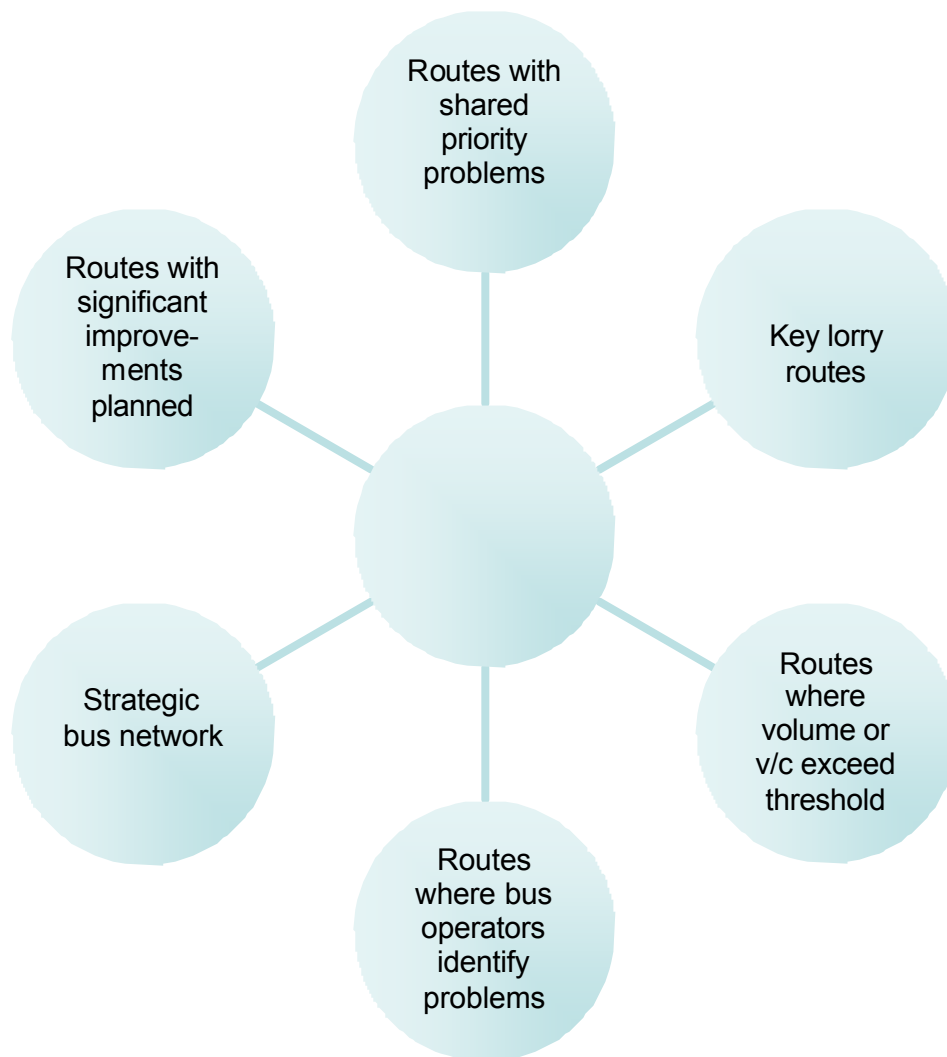 Routes with
shared
priority
problems
Routes with
significant
improve-
ments
planned
Key lorry
routes
Strategic
bus network
Routes
where
volume or
v/c exceed
threshold
Routes
where bus
operators
identify
problems